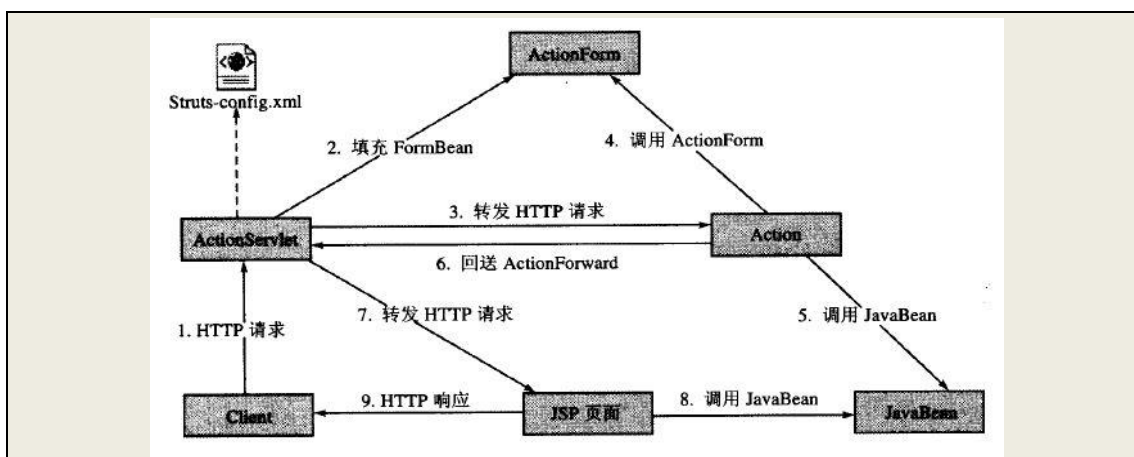 ActionForm
Struts-config.xml
2. 填充 FormBean
4. 调用 ActionForm
3. 转发 HTTP 请求
ActionServlet
Action
6. 回送 ActionForward
7. 转发 HTTP 请求
5. 调用 JavaBean
1. HTTP 请求
9. HTTP 响应
8. 调用 JavaBean
Client
JSP 页面
JavaBean